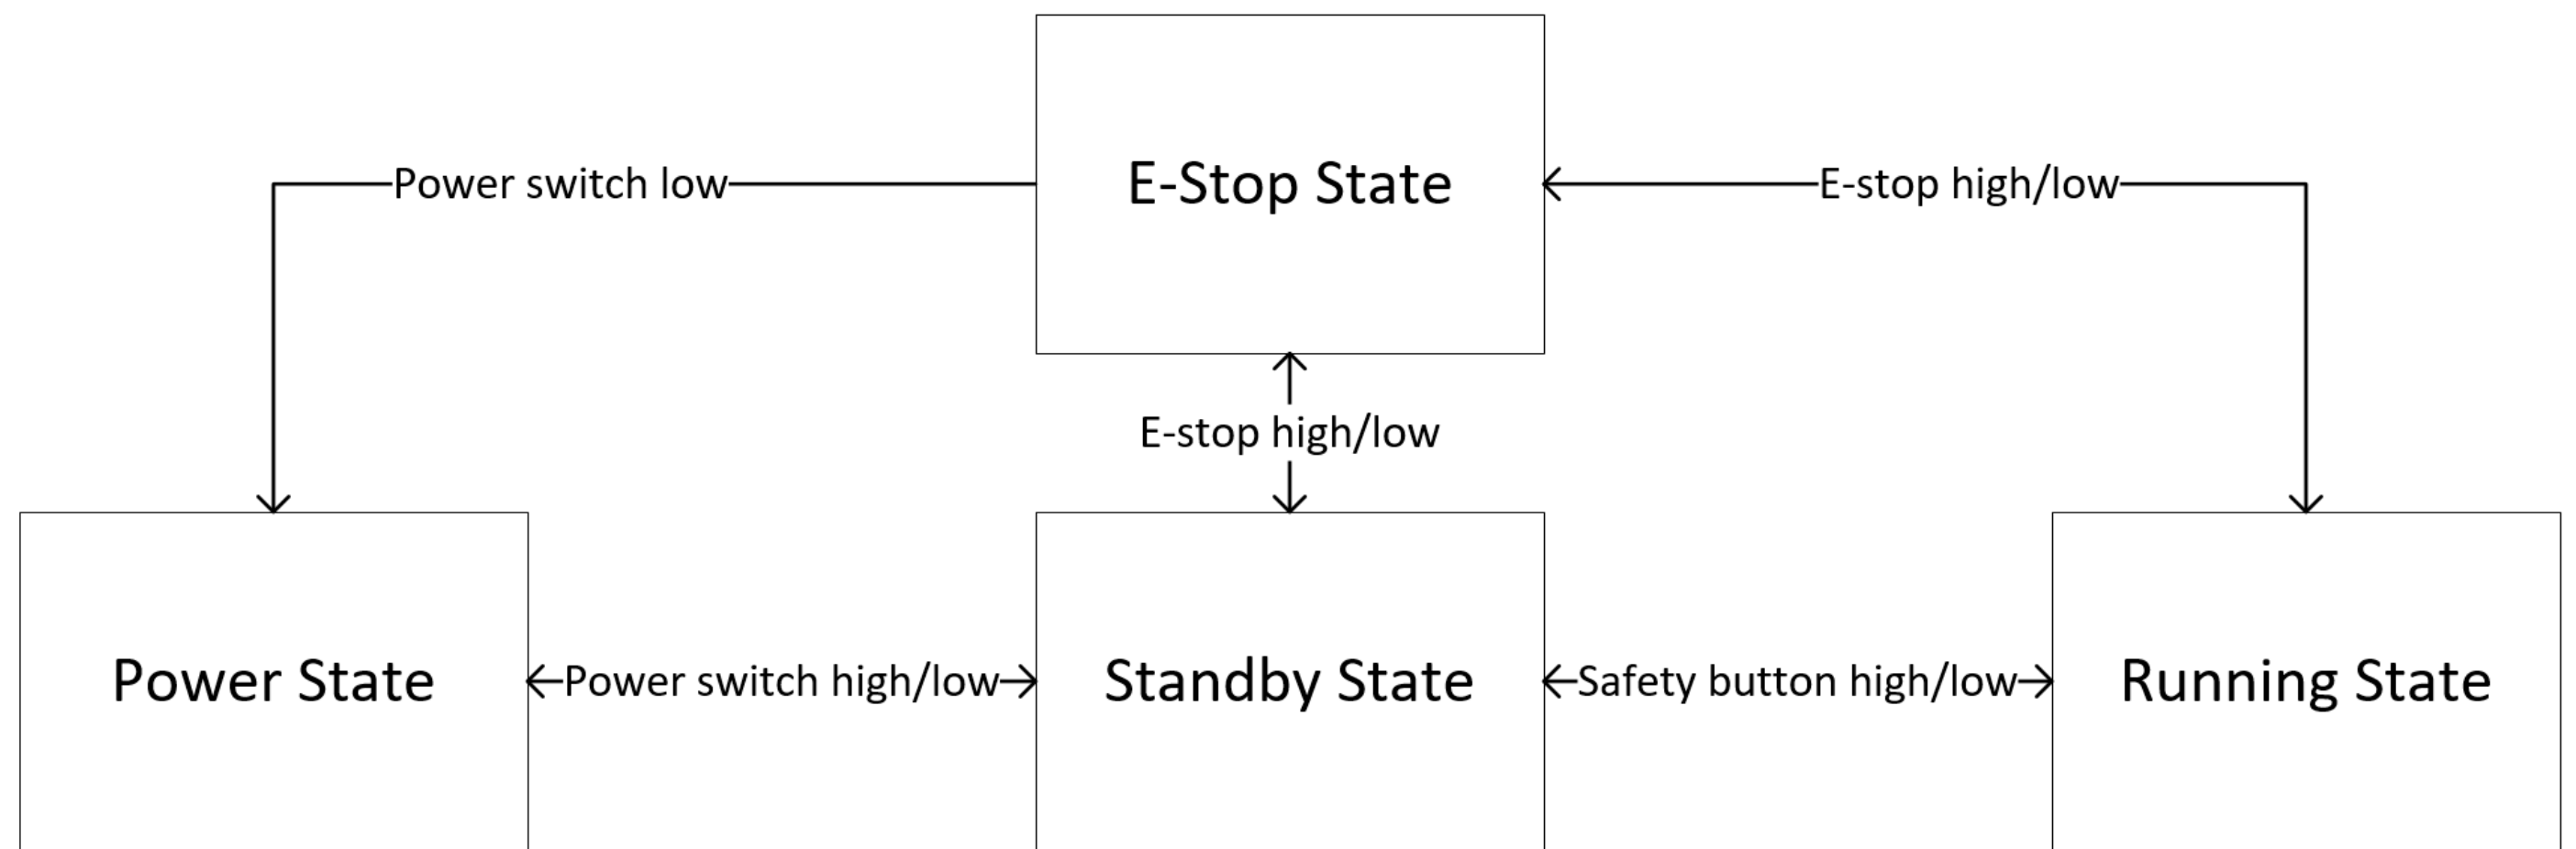 E-Stop State
Power switch low
E-stop high/low
E-stop high/low
Power State
Power switch high/low
Standby State
Safety button high/low
Running State